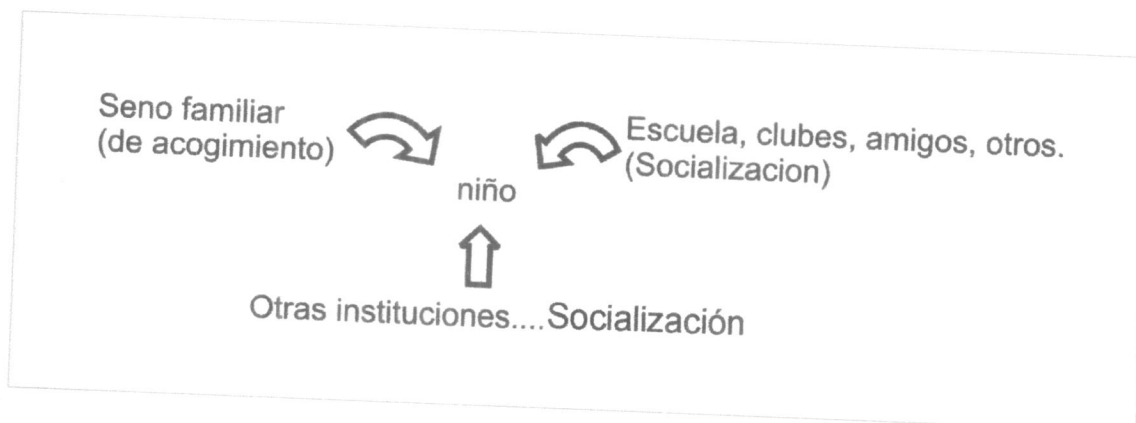 Seno familiar
(de acogimiento)
Escuela, clubes, amigos, otros.
(Socializacion)
niño
Otras instituciones....Socialización